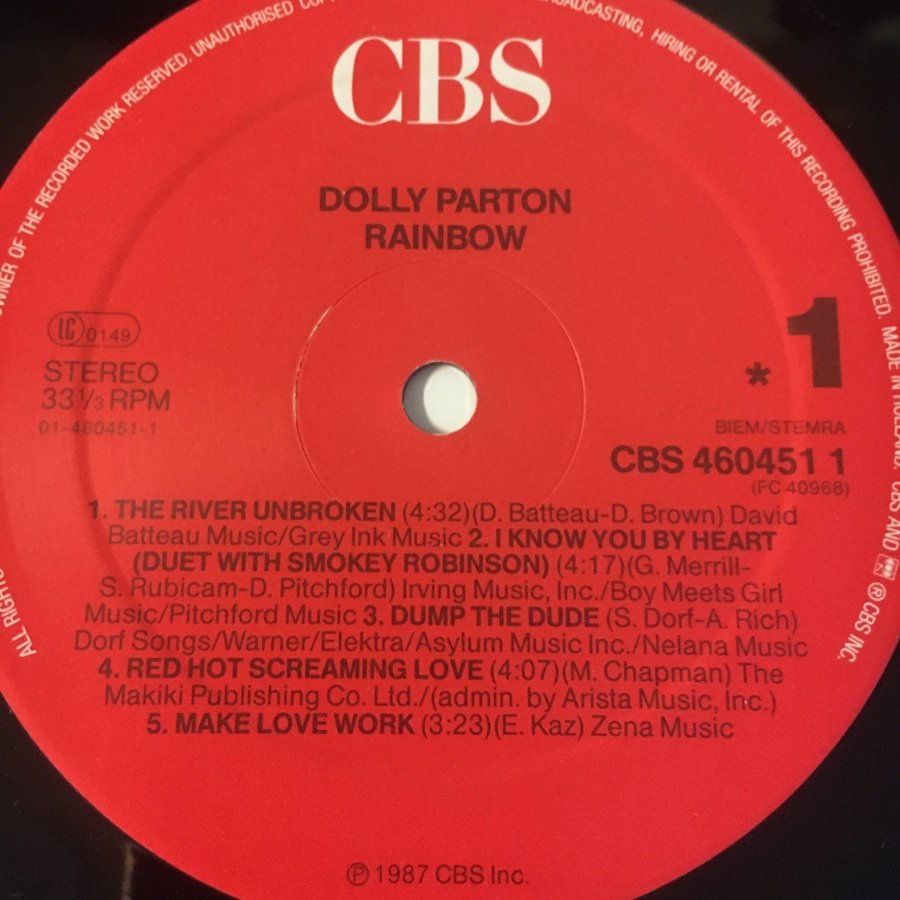 OWNER OF THE RECORDED WORK RESERVED. UNAUTHORISED BROADCASTING, HIRING OR RENTAL OF THIS RECORDING PROHIBITED. MADE IN HOLLAND. CBS AND ℗ CBS INC.
ALL RIGHTS
CBS
DOLLY PARTON
RAINBOW
LC 0149
STEREO
33 ⅓ RPM
01-460451-1
* 1
BIEM/STEMRA
CBS 460451 1
(FC 40968)
1. THE RIVER UNBROKEN (4:32)(D. Batteau-D. Brown) David
Batteau Music/Grey Ink Music 2. I KNOW YOU BY HEART
(DUET WITH SMOKEY ROBINSON) (4:17)(G. Merrill-
S. Rubicam-D. Pitchford) Irving Music, Inc./Boy Meets Girl
Music/Pitchford Music 3. DUMP THE DUDE (S. Dorf-A. Rich)
Dorf Songs/Warner/Elektra/Asylum Music Inc./Nelana Music
4. RED HOT SCREAMING LOVE (4:07)(M. Chapman) The
Makiki Publishing Co. Ltd./(admin. by Arista Music, Inc.)
5. MAKE LOVE WORK (3:23)(E. Kaz) Zena Music
℗ 1987 CBS Inc.